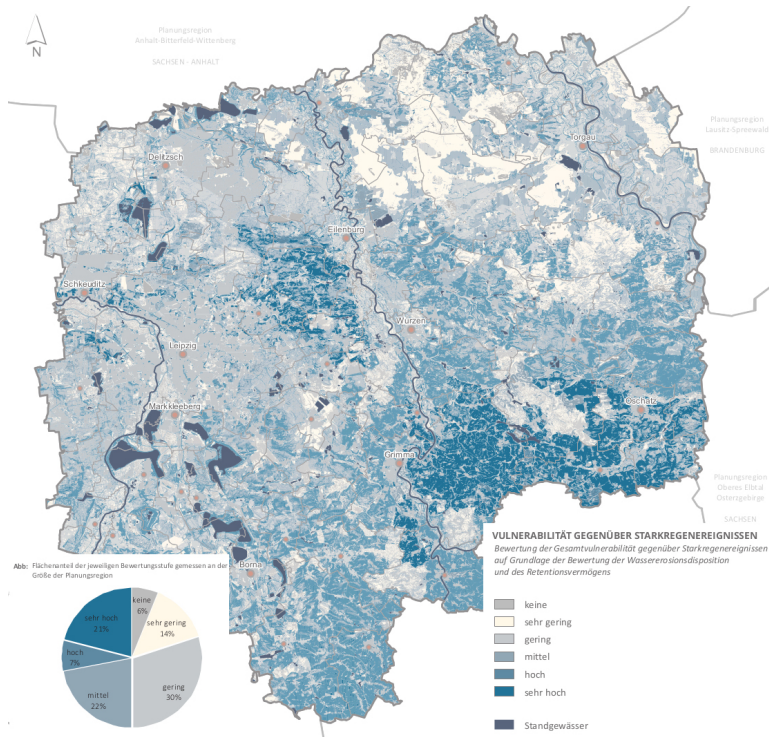 Planungsregion
Anhalt-Bitterfeld-Wittenberg
SACHSEN - ANHALT
N
Planungsregion
Lausitz-Spreewald
BRANDENBURG
Torgau
Delitzsch
Eilenburg
Schkeuditz
Wurzen
Leipzig
Markkleeberg
Oschatz
Grimma
Planungsregion
Oberes Elbtal
Osterzgebirge
SACHSEN
Borna
VULNERABILITÄT GEGENÜBER STARKREGENEREIGNISSEN
Bewertung der Gesamtvulnerabilität gegenüber Starkregenereignissen
auf Grundlage der Bewertung der Wassererosionsdisposition
und des Retentionsvermögens
keine
sehr gering
gering
mittel
hoch
sehr hoch
Standgewässer
Abb: Flächenanteil der jeweiligen Bewertungsstufe gemessen an der
Größe der Planungsregion
keine
6%
sehr gering
14%
gering
30%
mittel
22%
hoch
7%
sehr hoch
21%